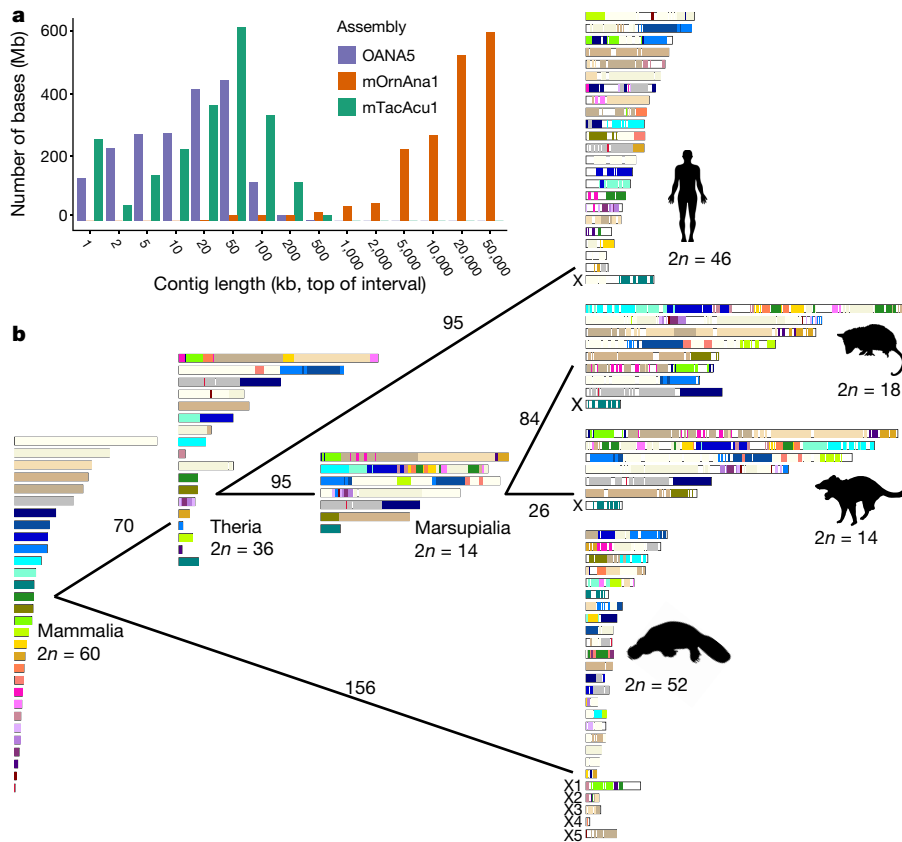 a
Number of bases (Mb)
600
400
200
0
Assembly
OANA5
mOrnAna1
mTacAcu1
1
2
5
10
20
50
100
200
500
1,000
2,000
5,000
10,000
20,000
50,000
Contig length (kb, top of interval)
b
2n = 46
X
95
2n = 18
X
84
95
26
2n = 14
X
Theria
2n = 36
Marsupialia
2n = 14
70
Mammalia
2n = 60
156
2n = 52
X1
X2
X3
X4
X5